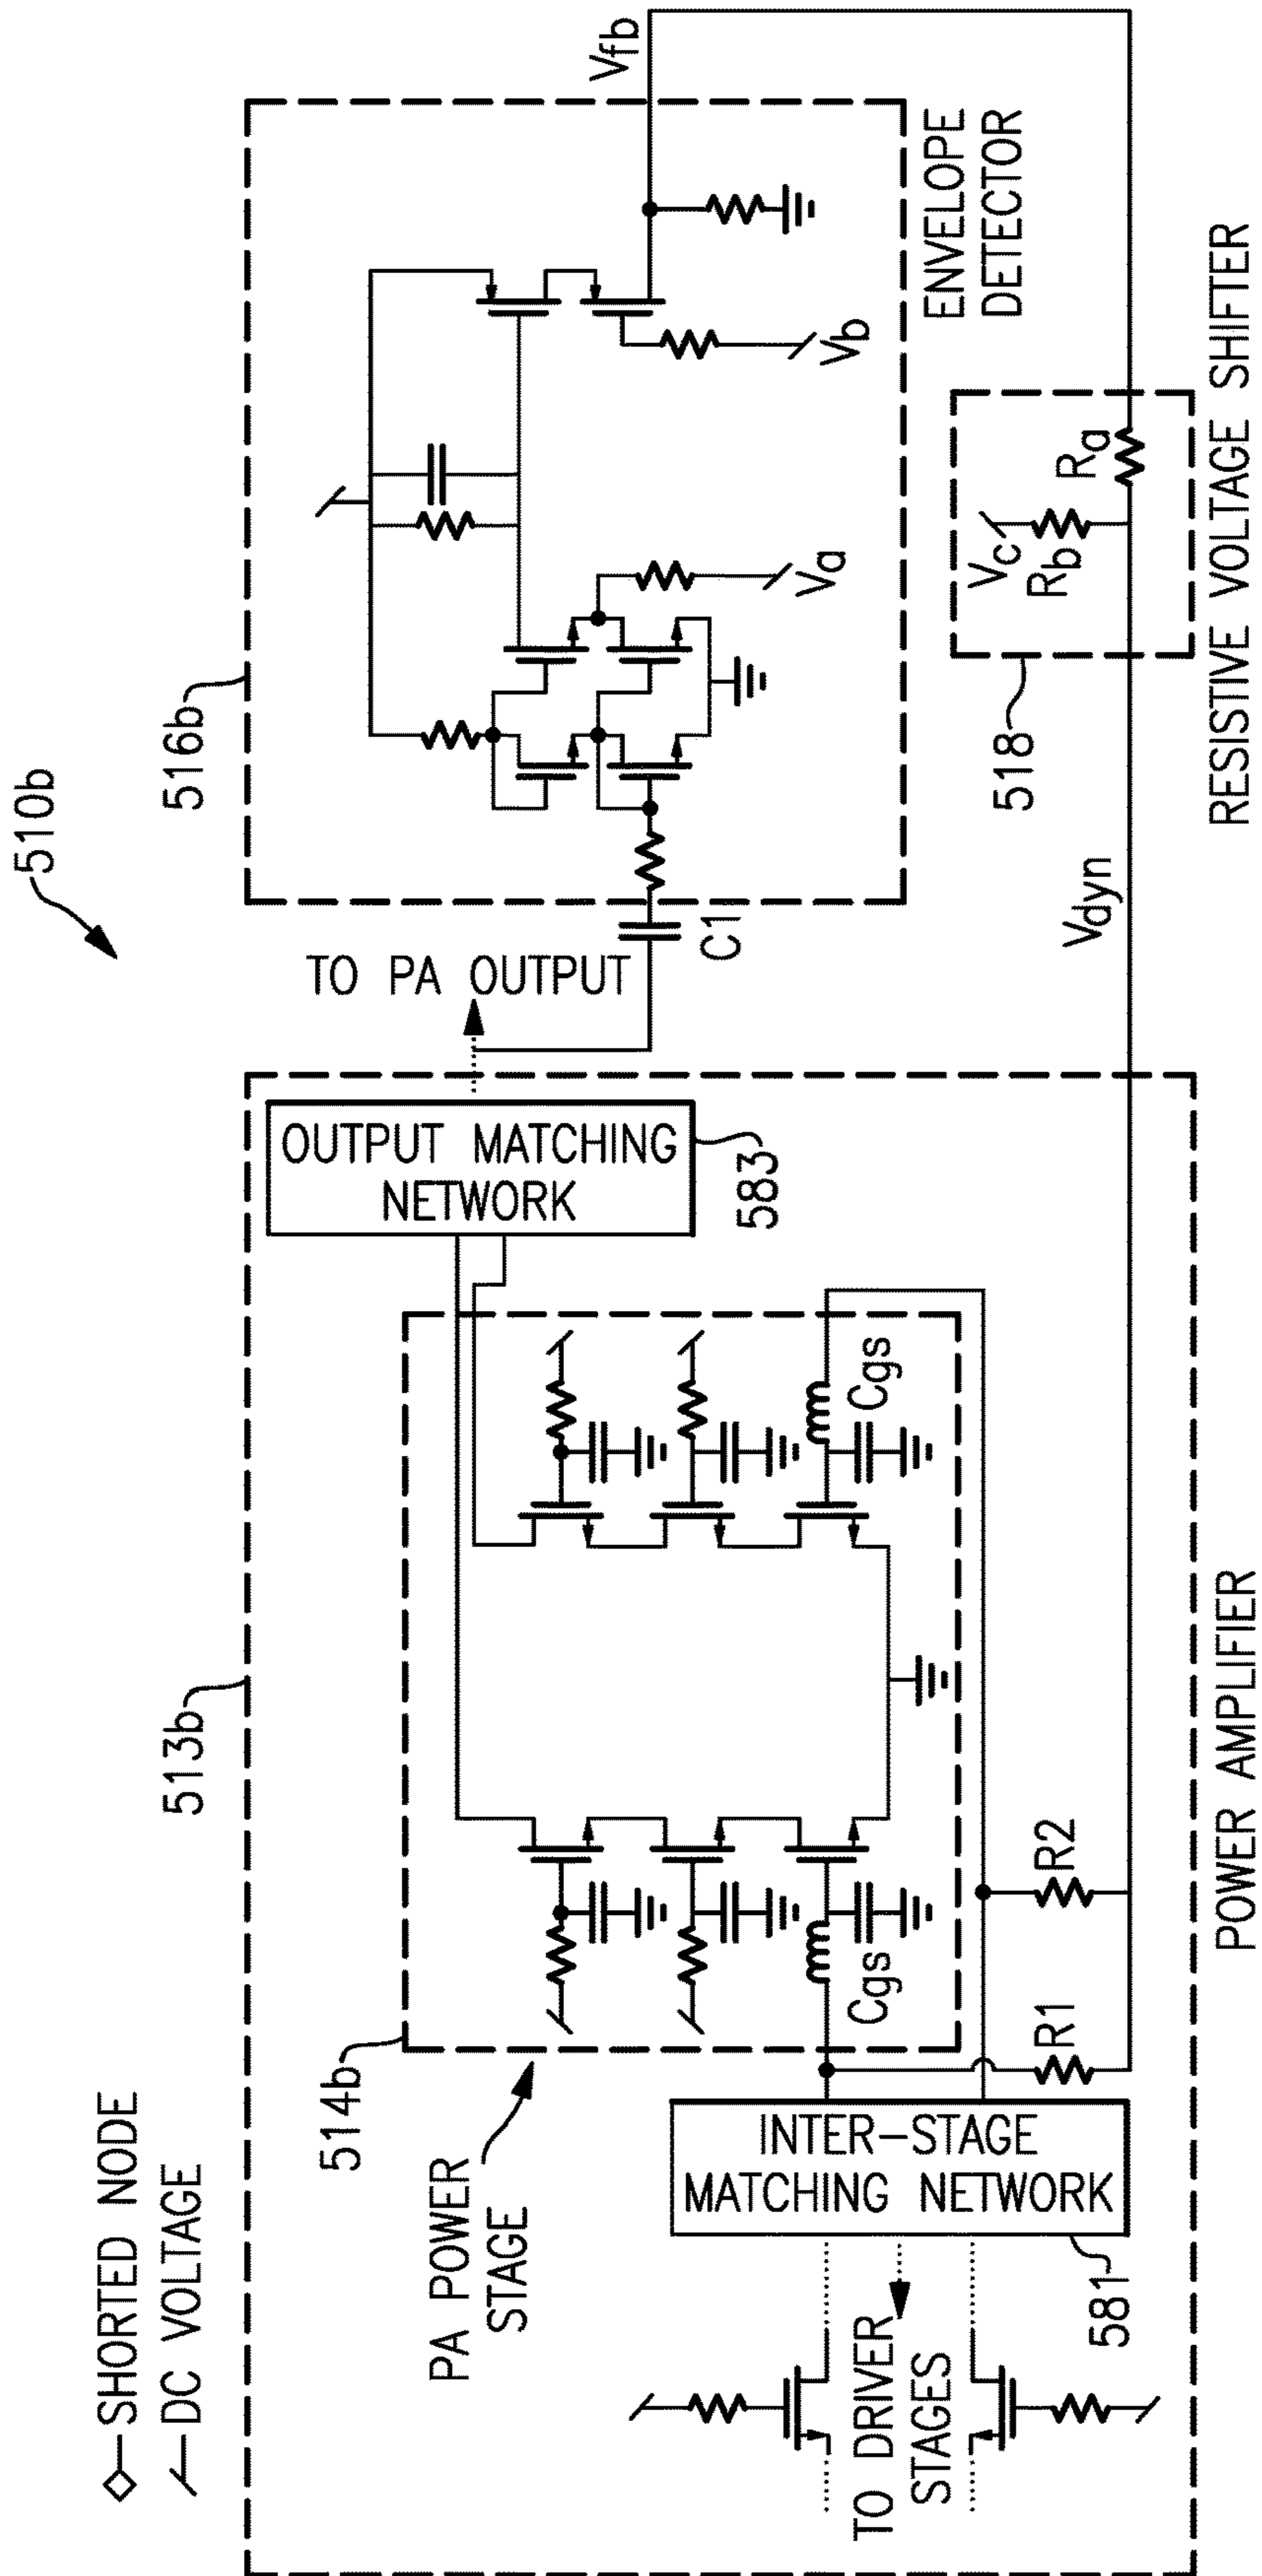 510b
SHORTED NODE
DC VOLTAGE
513b
514b
PA POWER
STAGE
INTER-STAGE
MATCHING NETWORK
581
TO DRIVER
STAGES
Cgs
Cgs
R1
R2
OUTPUT MATCHING
NETWORK
583
POWER AMPLIFIER
TO PA OUTPUT
C1
516b
Va
Vb
Vfb
ENVELOPE
DETECTOR
Vdyn
518
Vc
Rb
Ra
RESISTIVE VOLTAGE SHIFTER